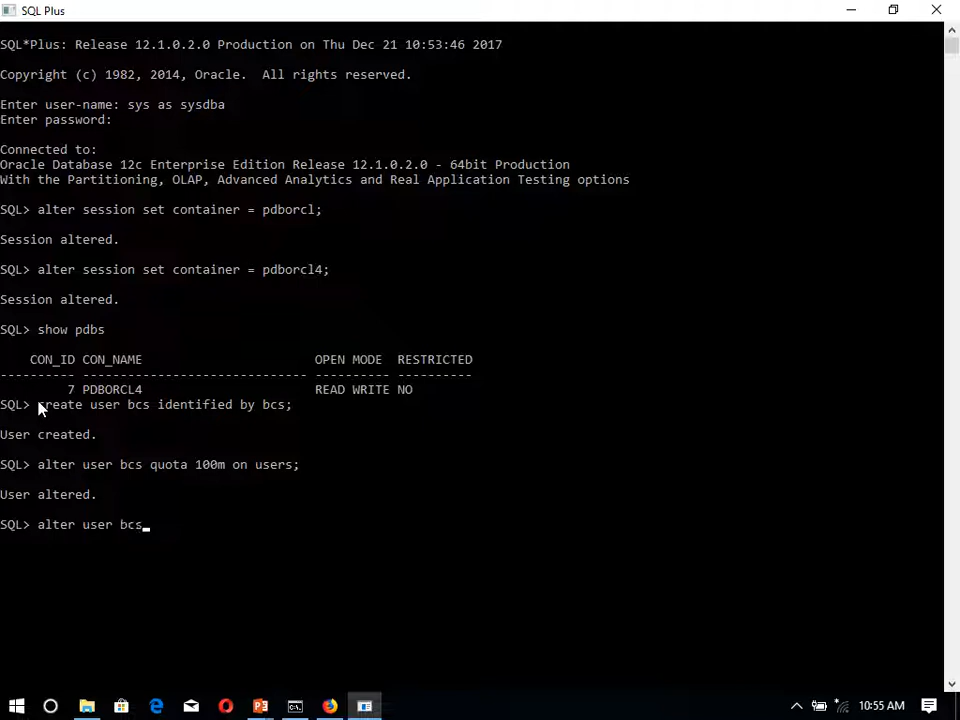 SQL Plus
SQL*Plus: Release 12.1.0.2.0 Production on Thu Dec 21 10:53:46 2017
Copyright (c) 1982, 2014, Oracle.  All rights reserved.
Enter user-name: sys as sysdba
Enter password:
Connected to:
Oracle Database 12c Enterprise Edition Release 12.1.0.2.0 - 64bit Production
With the Partitioning, OLAP, Advanced Analytics and Real Application Testing options
SQL> alter session set container = pdborcl;
Session altered.
SQL> alter session set container = pdborcl4;
Session altered.
SQL> show pdbs
    CON_ID CON_NAME                       OPEN MODE  RESTRICTED
---------- ------------------------------ ---------- ----------
         7 PDBORCL4                       READ WRITE NO
SQL> create user bcs identified by bcs;
User created.
SQL> alter user bcs quota 100m on users;
User altered.
SQL> alter user bcs_
10:55 AM